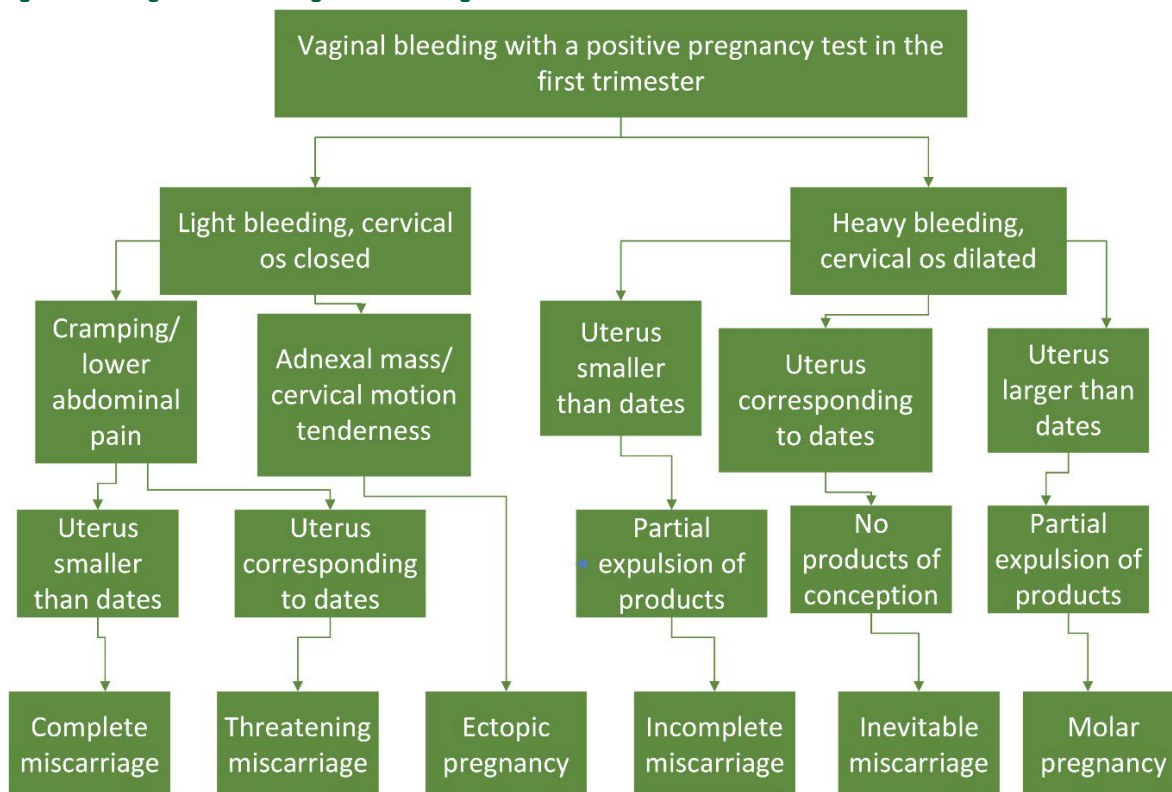 Vaginal bleeding with a positive pregnancy test in the
first trimester
Light bleeding, cervical
os closed
Heavy bleeding,
cervical os dilated
Cramping/
lower
abdominal
pain
Adnexal mass/
cervical motion
tenderness
Uterus
smaller
than dates
Uterus
corresponding
to dates
Uterus
larger than
dates
Uterus
smaller
than dates
Uterus
corresponding
to dates
Partial
expulsion of
products
No
products of
conception
Partial
expulsion of
products
Complete
miscarriage
Threatening
miscarriage
Ectopic
pregnancy
Incomplete
miscarriage
Inevitable
miscarriage
Molar
pregnancy